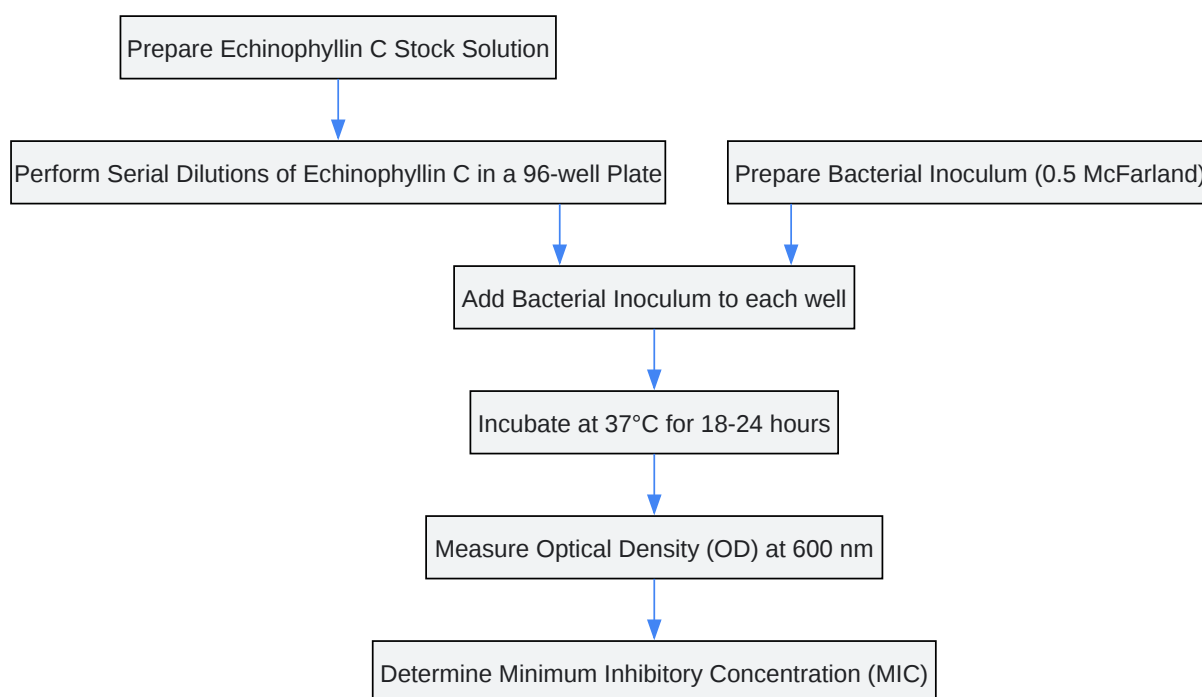 Prepare Echinophyllin C Stock Solution
Perform Serial Dilutions of Echinophyllin C in a 96-well Plate
Prepare Bacterial Inoculum (0.5 McFarland)
Add Bacterial Inoculum to each well
Incubate at 37°C for 18-24 hours
Measure Optical Density (OD) at 600 nm
Determine Minimum Inhibitory Concentration (MIC)